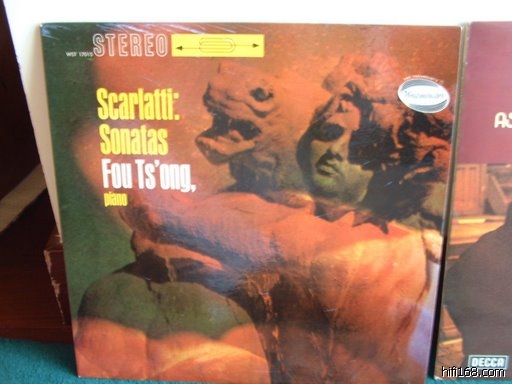 STEREO
Scarlatti:
Sonatas
Fou Ts'ong,
piano
DECCA
hifi168.com